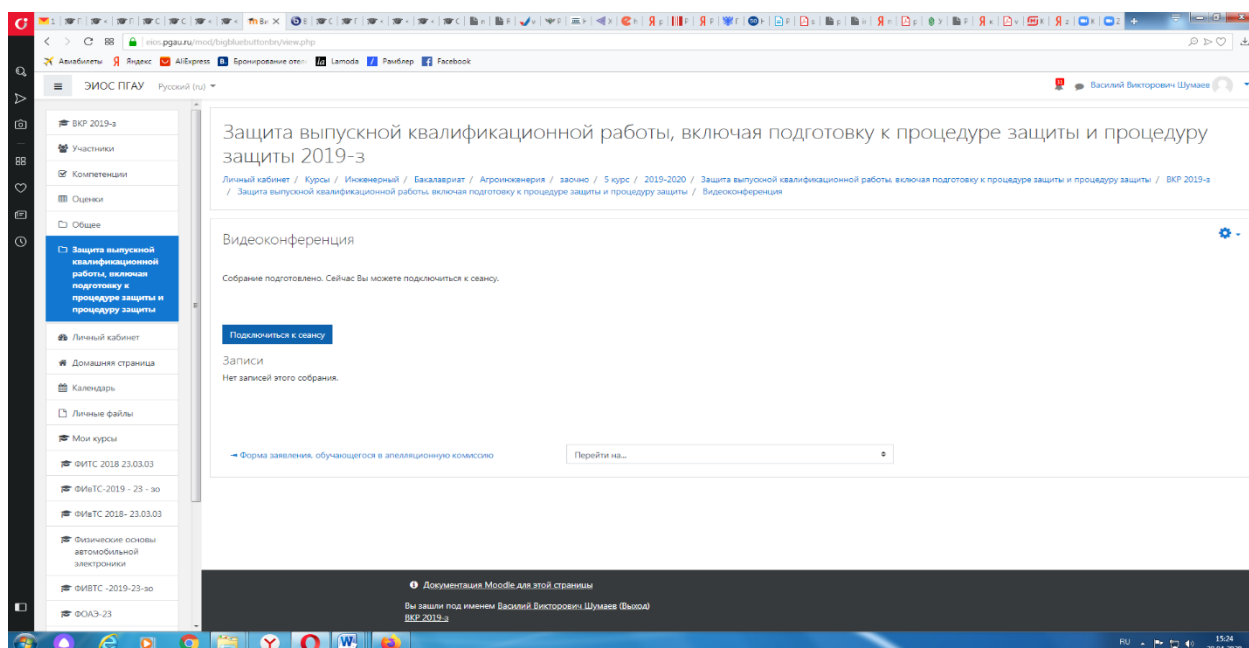 eios.pgau.ru/mod/bigbluebuttonbn/view.php
Авиабилеты Яндекс AliExpress Бронирование отел Lamoda Рамблер Facebook
ЭИОС ПГАУ Русский (ru)
Василий Викторович Шумаев
ВКР 2019-з
Участники
Компетенции
Оценки
Общее
Защита выпускной
квалификационной
работы, включая
подготовку к
процедуре защиты и
процедуру защиты
Личный кабинет
Домашняя страница
Календарь
Личные файлы
Мои курсы
ФИТС 2018 23.03.03
ФИвТС-2019 - 23 - зо
ФИвТС 2018- 23.03.03
Физические основы
автомобильной
электроники
ФИВТС -2019-23-зо
ФОАЭ-23
Защита выпускной квалификационной работы, включая подготовку к процедуре защиты и процедуру
защиты 2019-з
Личный кабинет / Курсы / Инженерный / Бакалавриат / Агроинженерия / заочно / 5 курс / 2019-2020 / Защита выпускной квалификационной работы, включая подготовку к процедуре защиты и процедуру защиты / ВКР 2019-з
/ Защита выпускной квалификационной работы, включая подготовку к процедуре защиты и процедуру защиты / Видеоконференция
Видеоконференция
Собрание подготовлено. Сейчас Вы можете подключиться к сеансу.
Подключиться к сеансу
Записи
Нет записей этого собрания.
◄ Форма заявления, обучающегося в апелляционную комиссию
Перейти на...
Документация Moodle для этой страницы
Вы зашли под именем Василий Викторович Шумаев (Выход)
ВКР 2019-з
RU
15:24